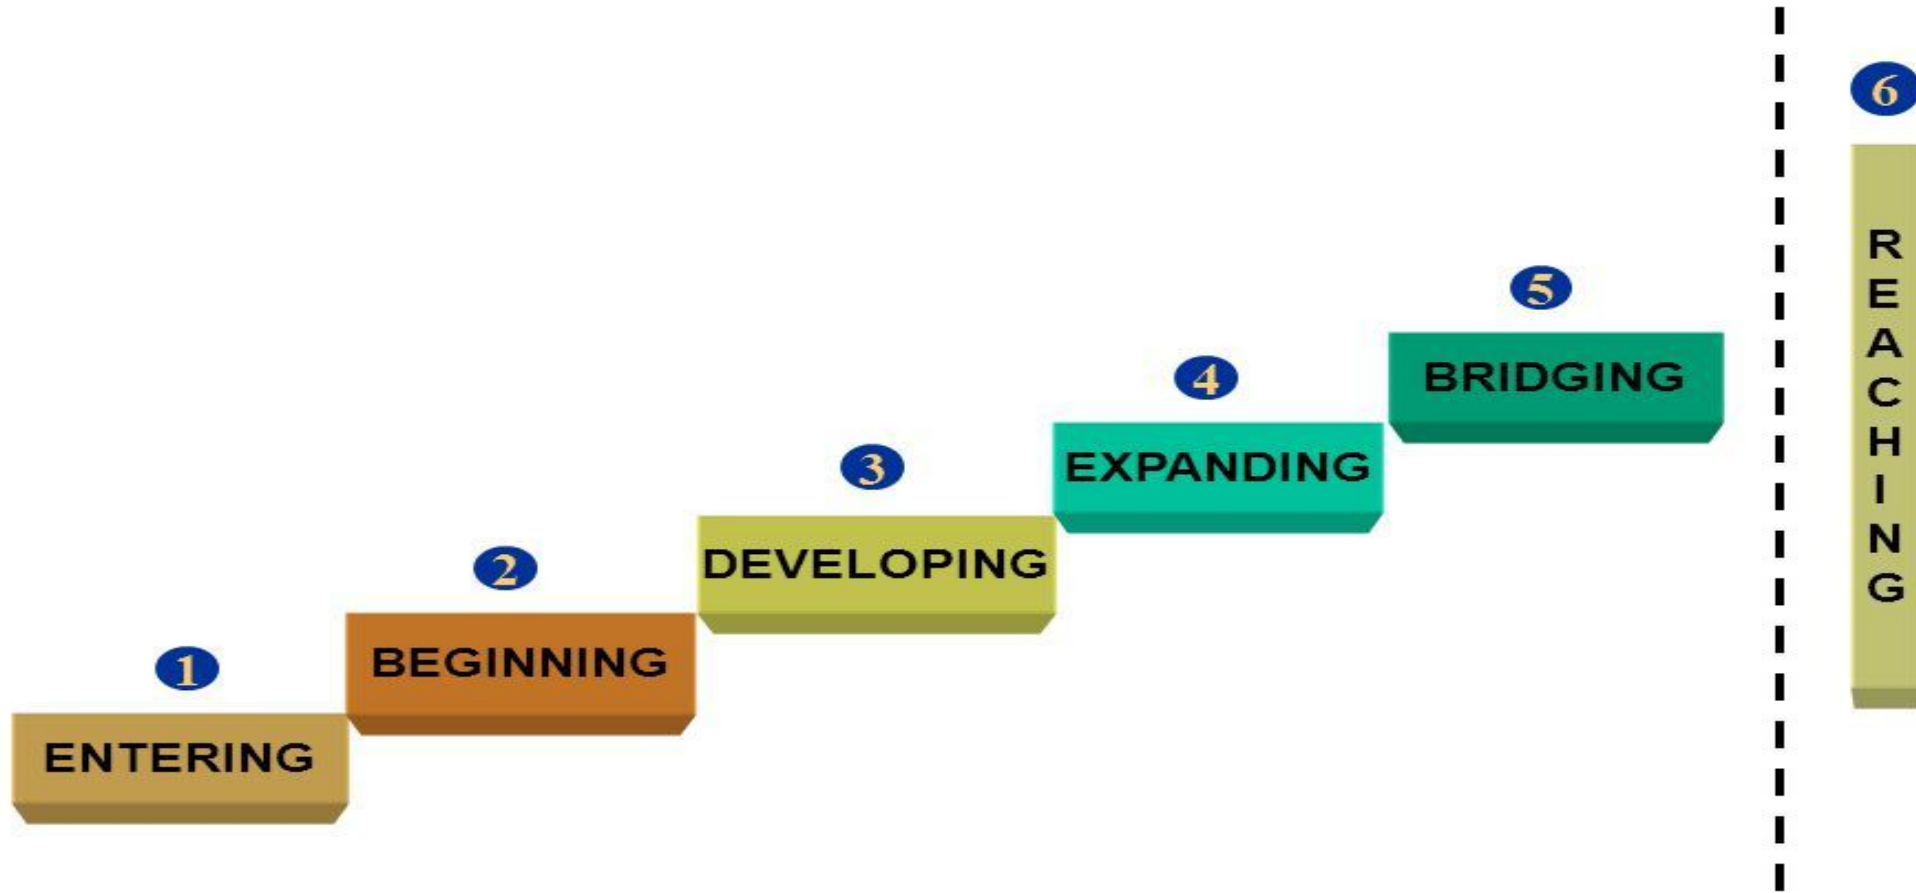 1
ENTERING
2
BEGINNING
3
DEVELOPING
4
EXPANDING
5
BRIDGING
6
REACHING